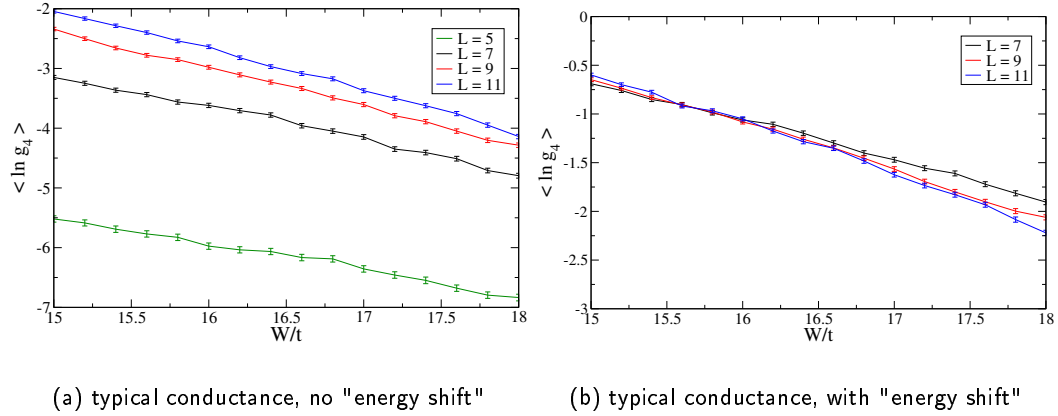 -2
-3
-4
-5
-6
-7
< ln g4 >
15
15.5
16
16.5
17
17.5
18
W/t
L = 5
L = 7
L = 9
L = 11
(a) typical conductance, no "energy shift"
0
-0.5
-1
-1.5
-2
-2.5
-3
< ln g4 >
15
15.5
16
16.5
17
17.5
18
W/t
L = 7
L = 9
L = 11
(b) typical conductance, with "energy shift"